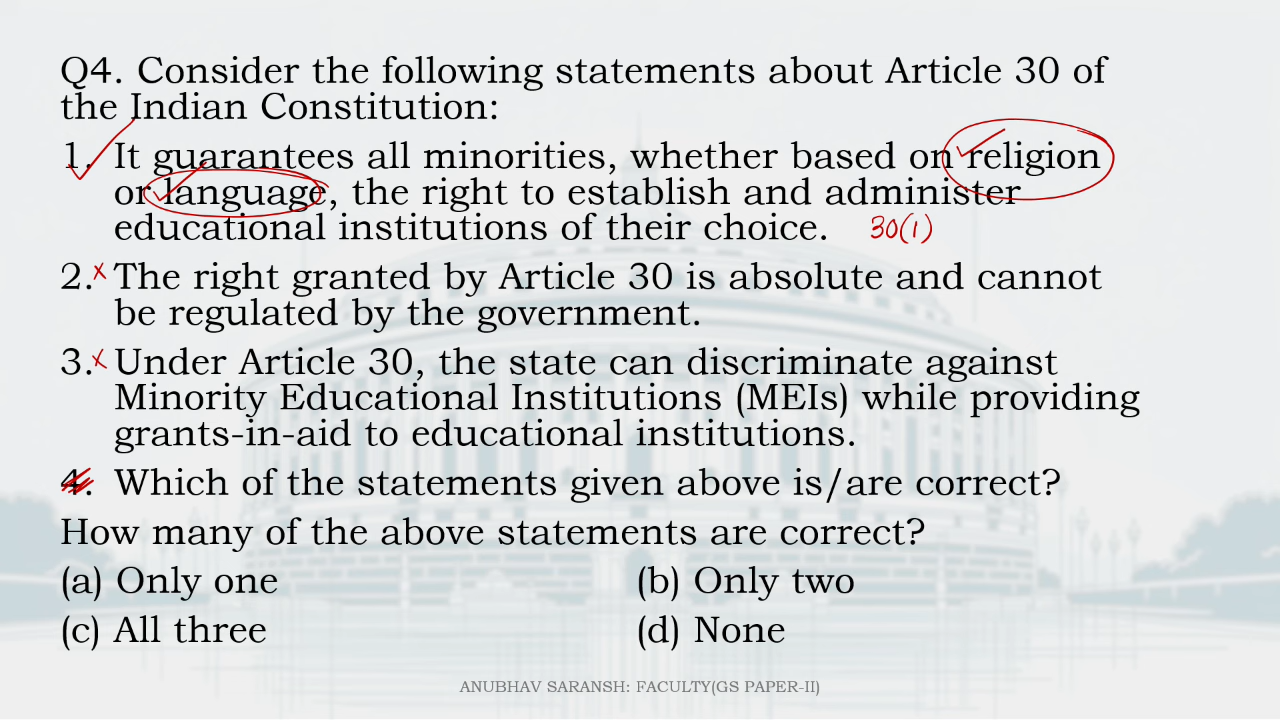 Q4. Consider the following statements about Article 30 of
the Indian Constitution:
1. It guarantees all minorities, whether based on religion
or language, the right to establish and administer
educational institutions of their choice. 30(1)
2. The right granted by Article 30 is absolute and cannot
be regulated by the government.
3. Under Article 30, the state can discriminate against
Minority Educational Institutions (MEIs) while providing
grants-in-aid to educational institutions.
4. Which of the statements given above is/are correct?
How many of the above statements are correct?
(a) Only one (b) Only two
(c) All three (d) None
ANUBHAV SARANSH: FACULTY(GS PAPER-II)